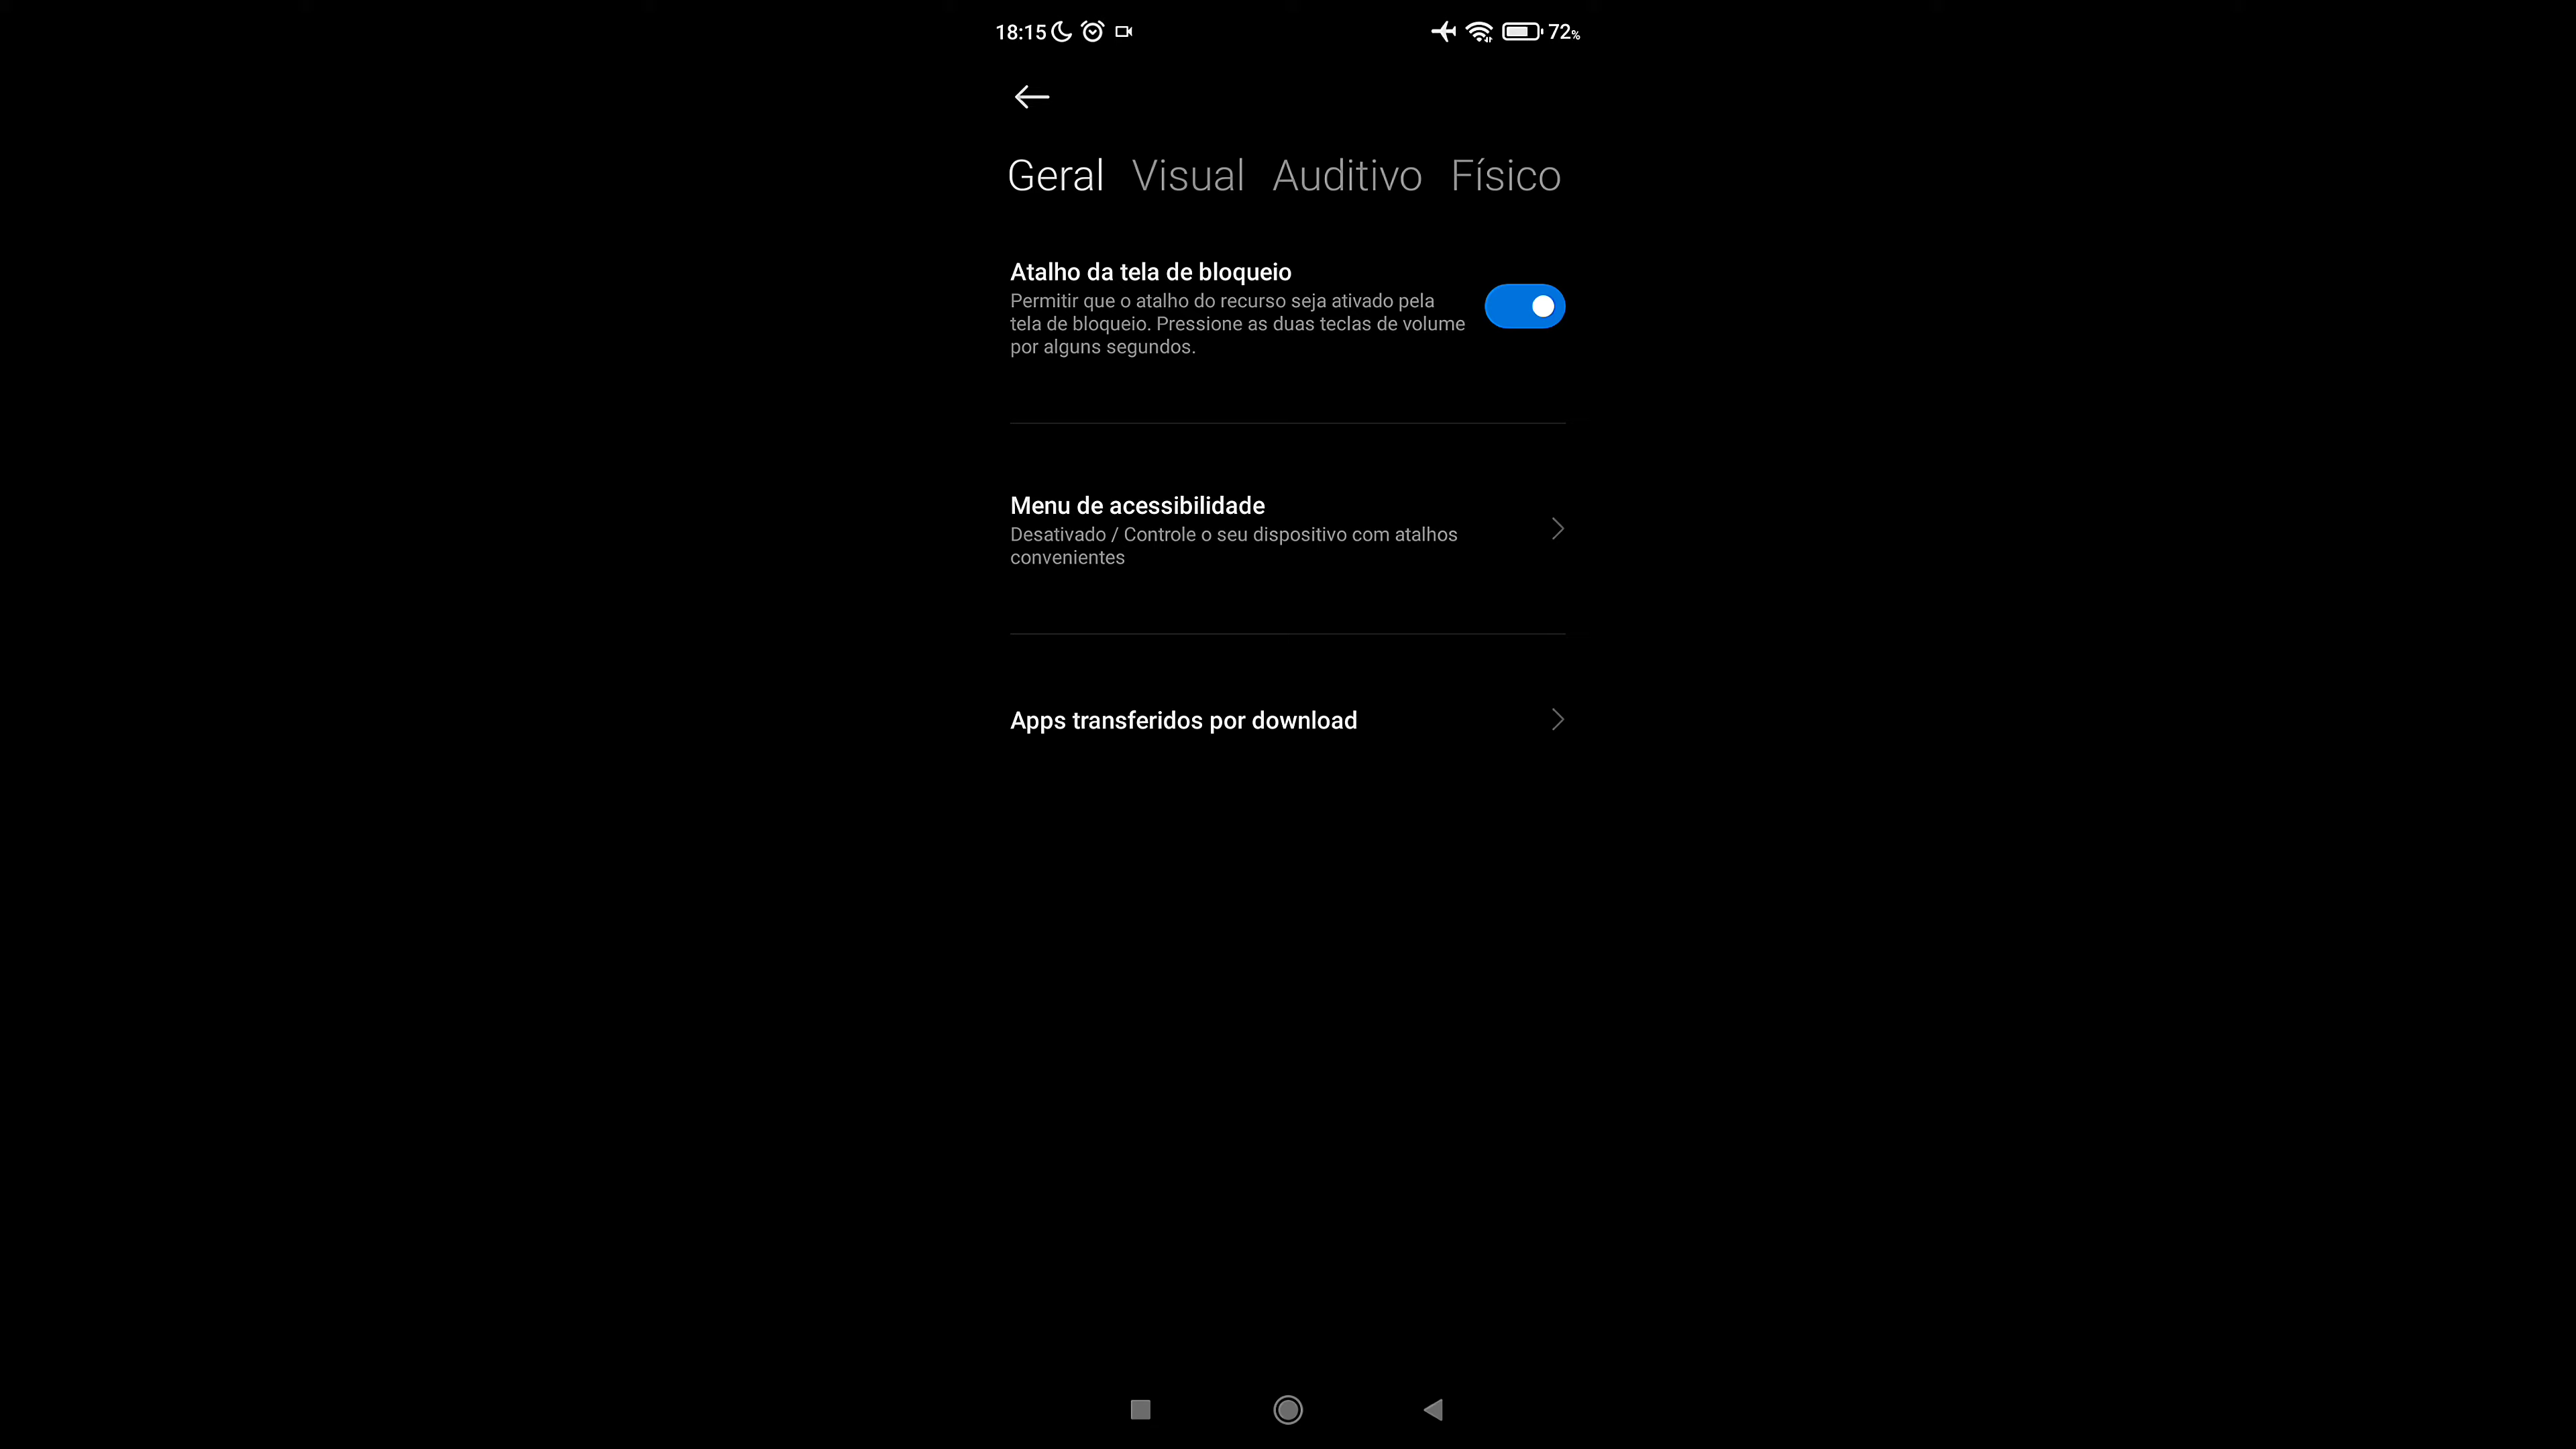 18:15 72%
Geral Visual Auditivo Físico
Atalho da tela de bloqueio
Permitir que o atalho do recurso seja ativado pela
tela de bloqueio. Pressione as duas teclas de volume
por alguns segundos.
Menu de acessibilidade
Desativado / Controle o seu dispositivo com atalhos
convenientes
Apps transferidos por download